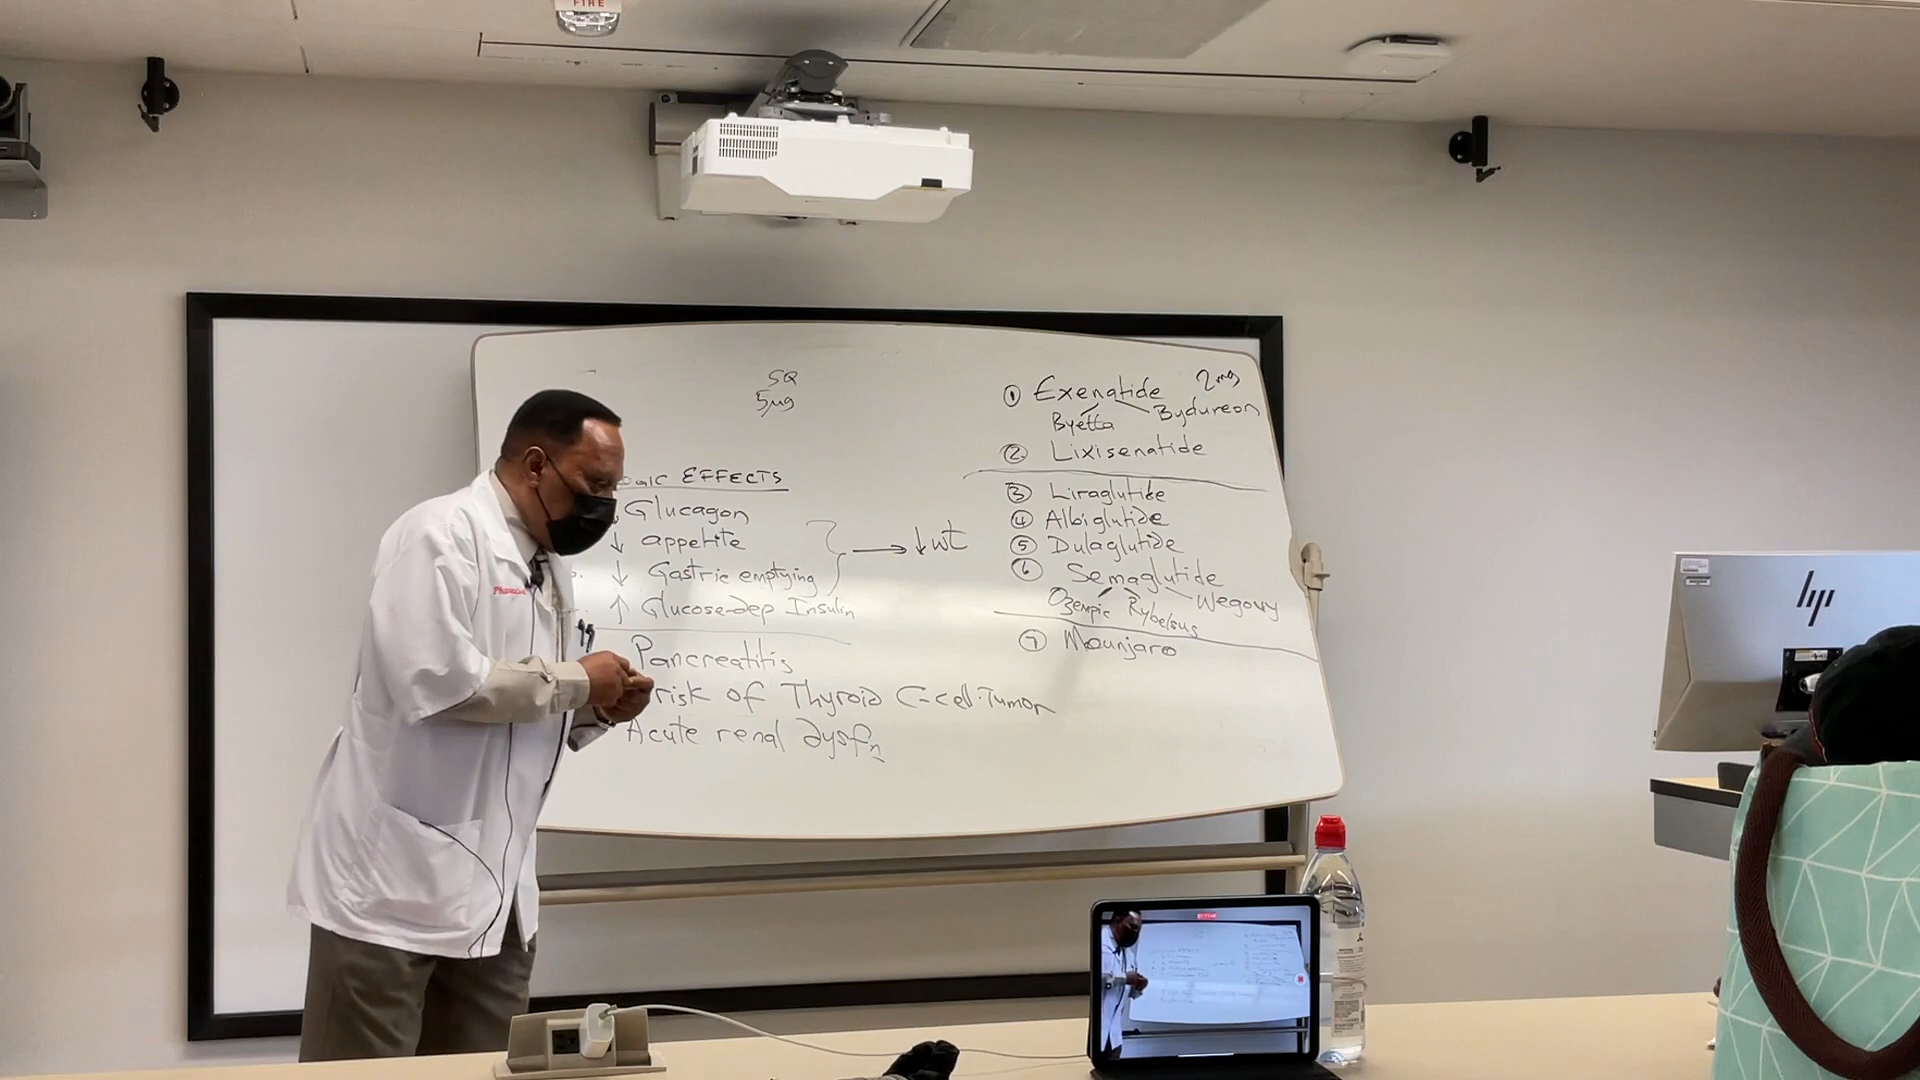 FIRE
SQ
5µg
① Exenatide 2mg
Byetta Bydureon
② Lixisenatide
③ Liraglutide
④ Albiglutide
⑤ Dulaglutide
⑥ Semaglutide
Ozempic Rybelsus Wegovy
⑦ Mounjaro
OGIC EFFECTS
↓ Glucagon
↓ appetite
↓ Gastric emptying
↑ Glucose-dep Insulin
→ ↓ wt
Pancreatitis
risk of Thyroid C-cell Tumor
Acute renal dysfn
hp